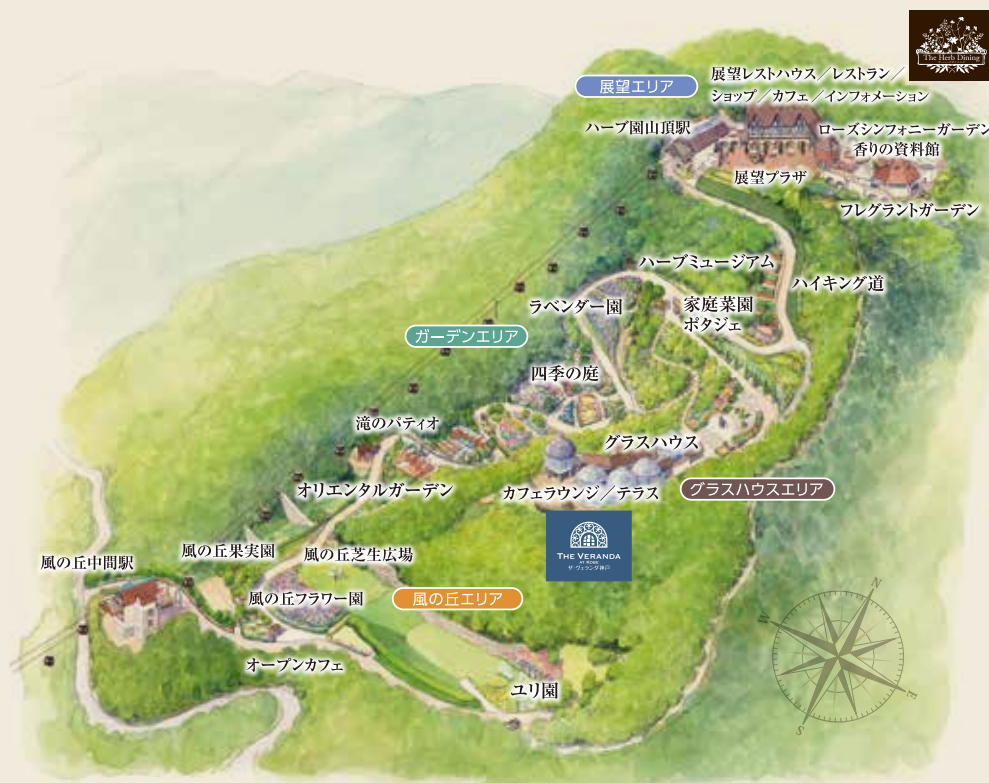 The Herb Dining
展望エリア
展望レストハウス／レストラン／
ショップ／カフェ／インフォメーション
ハーブ園山頂駅
ローズシンフォニーガーデン
香りの資料館
展望プラザ
フレグラントガーデン
ハーブミュージアム
ハイキング道
ラベンダー園
家庭菜園
ポタジェ
ガーデンエリア
四季の庭
滝のパティオ
グラスハウス
オリエンタルガーデン
カフェラウンジ／テラス
グラスハウスエリア
THE VERANDA
AT KOBE
ザ・ヴェランダ神戸
風の丘中間駅
風の丘果実園
風の丘芝生広場
風の丘フラワー園
風の丘エリア
オープンカフェ
ユリ園
N
W
E
S